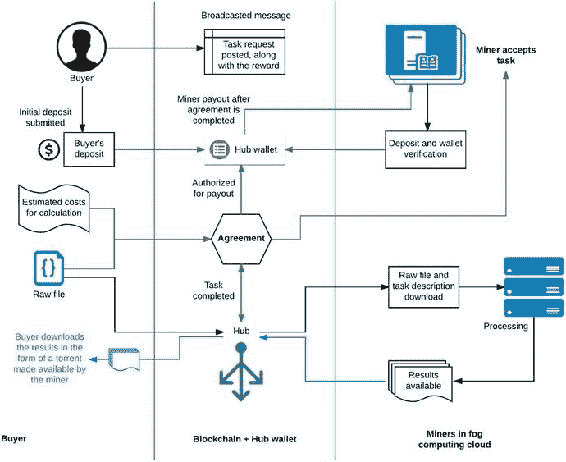 Broadcasted message
Task request
posted, along
with the reward
Buyer
Miner accepts
task
Initial deposit
submitted
Miner payout after
agreement is
completed
$
Buyer's
deposit
Hub wallet
Deposit and wallet
verification
Authorized
for payout
Estimated costs
for calculation
Agreement
{}
Raw file
Task
completed
Raw file and
task description
download
Processing
Hub
Buyer downloads
the results in the
form of a torrent
made available by
the miner
Results
available
Buyer
Blockchain + Hub wallet
Miners in fog
computing cloud